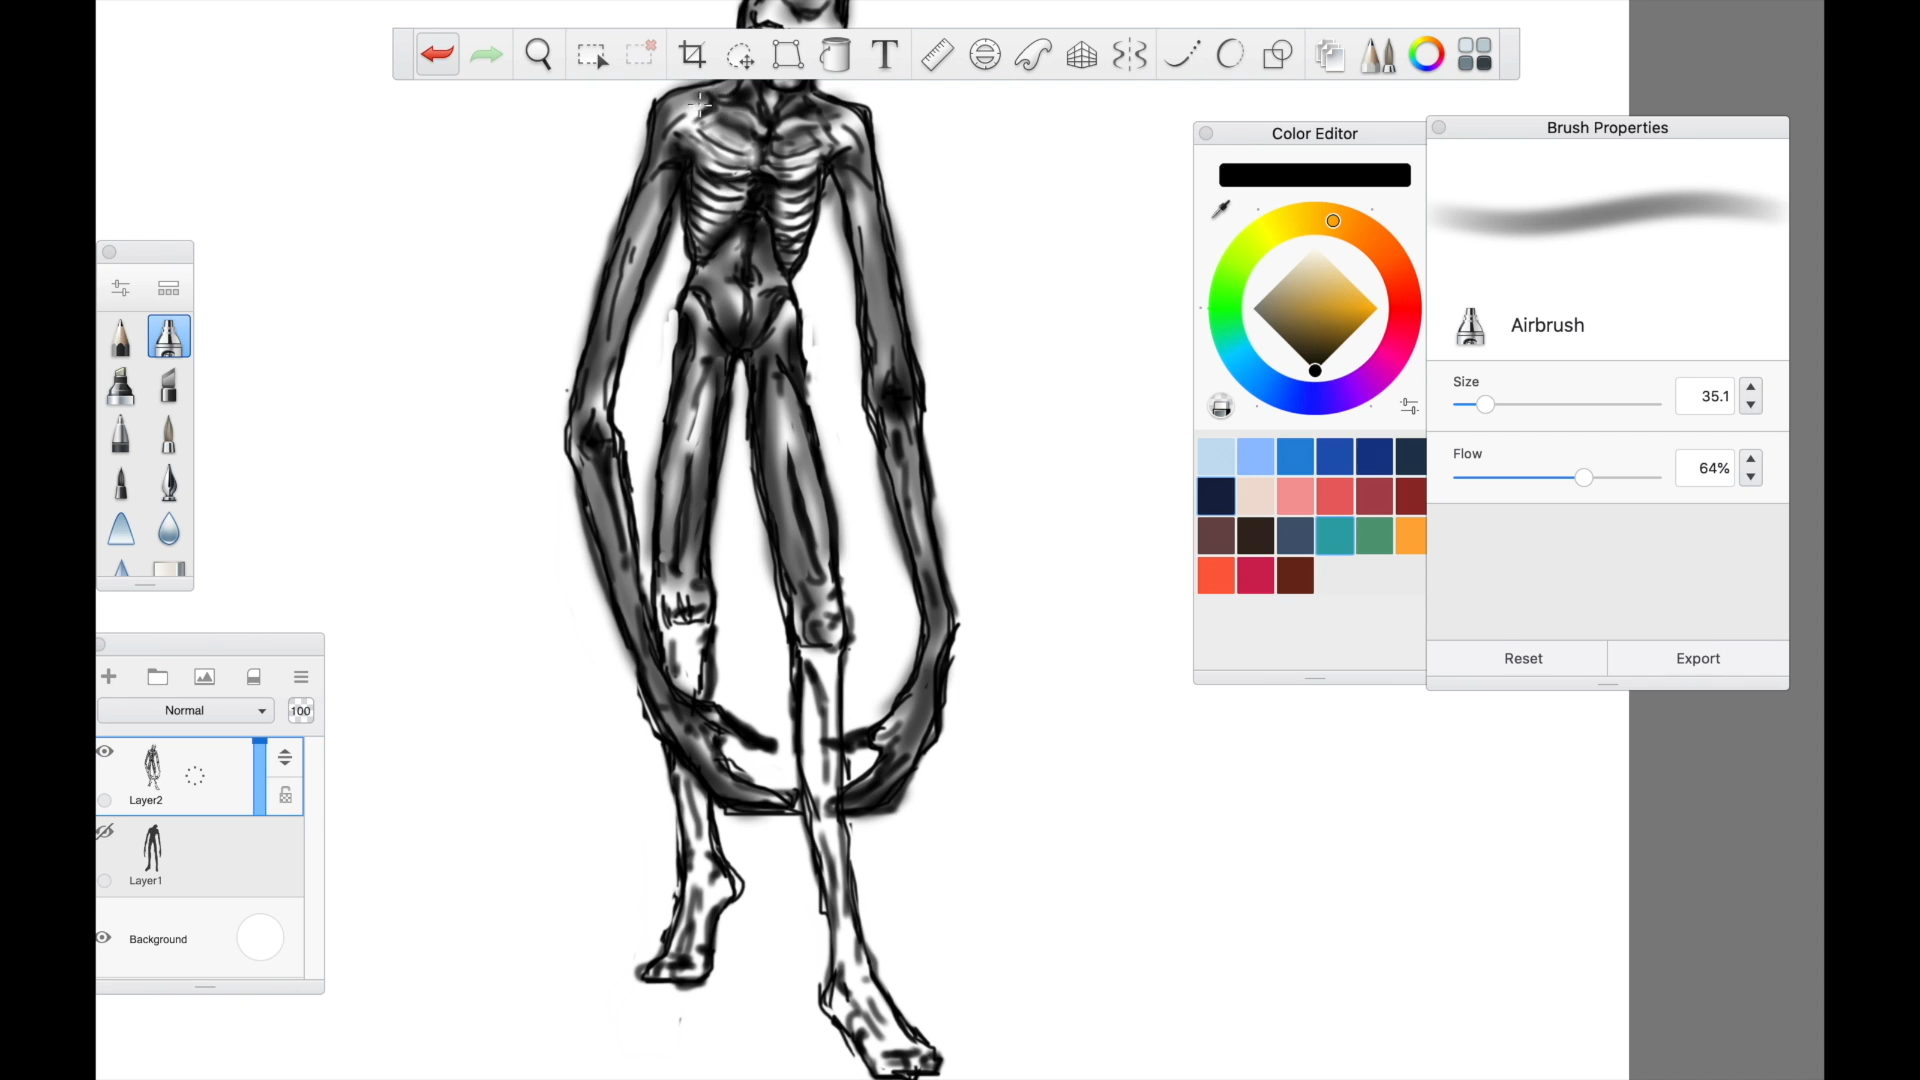 T
Color Editor
Brush Properties
Airbrush
Size
35.1
Flow
64%
Reset
Export
Normal
100
Layer2
Layer1
Background